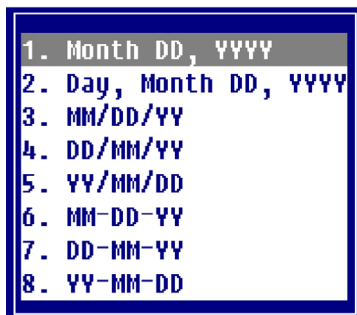 1. Month DD, YYYY
2. Day, Month DD, YYYY
3. MM/DD/YY
4. DD/MM/YY
5. YY/MM/DD
6. MM-DD-YY
7. DD-MM-YY
8. YY-MM-DD